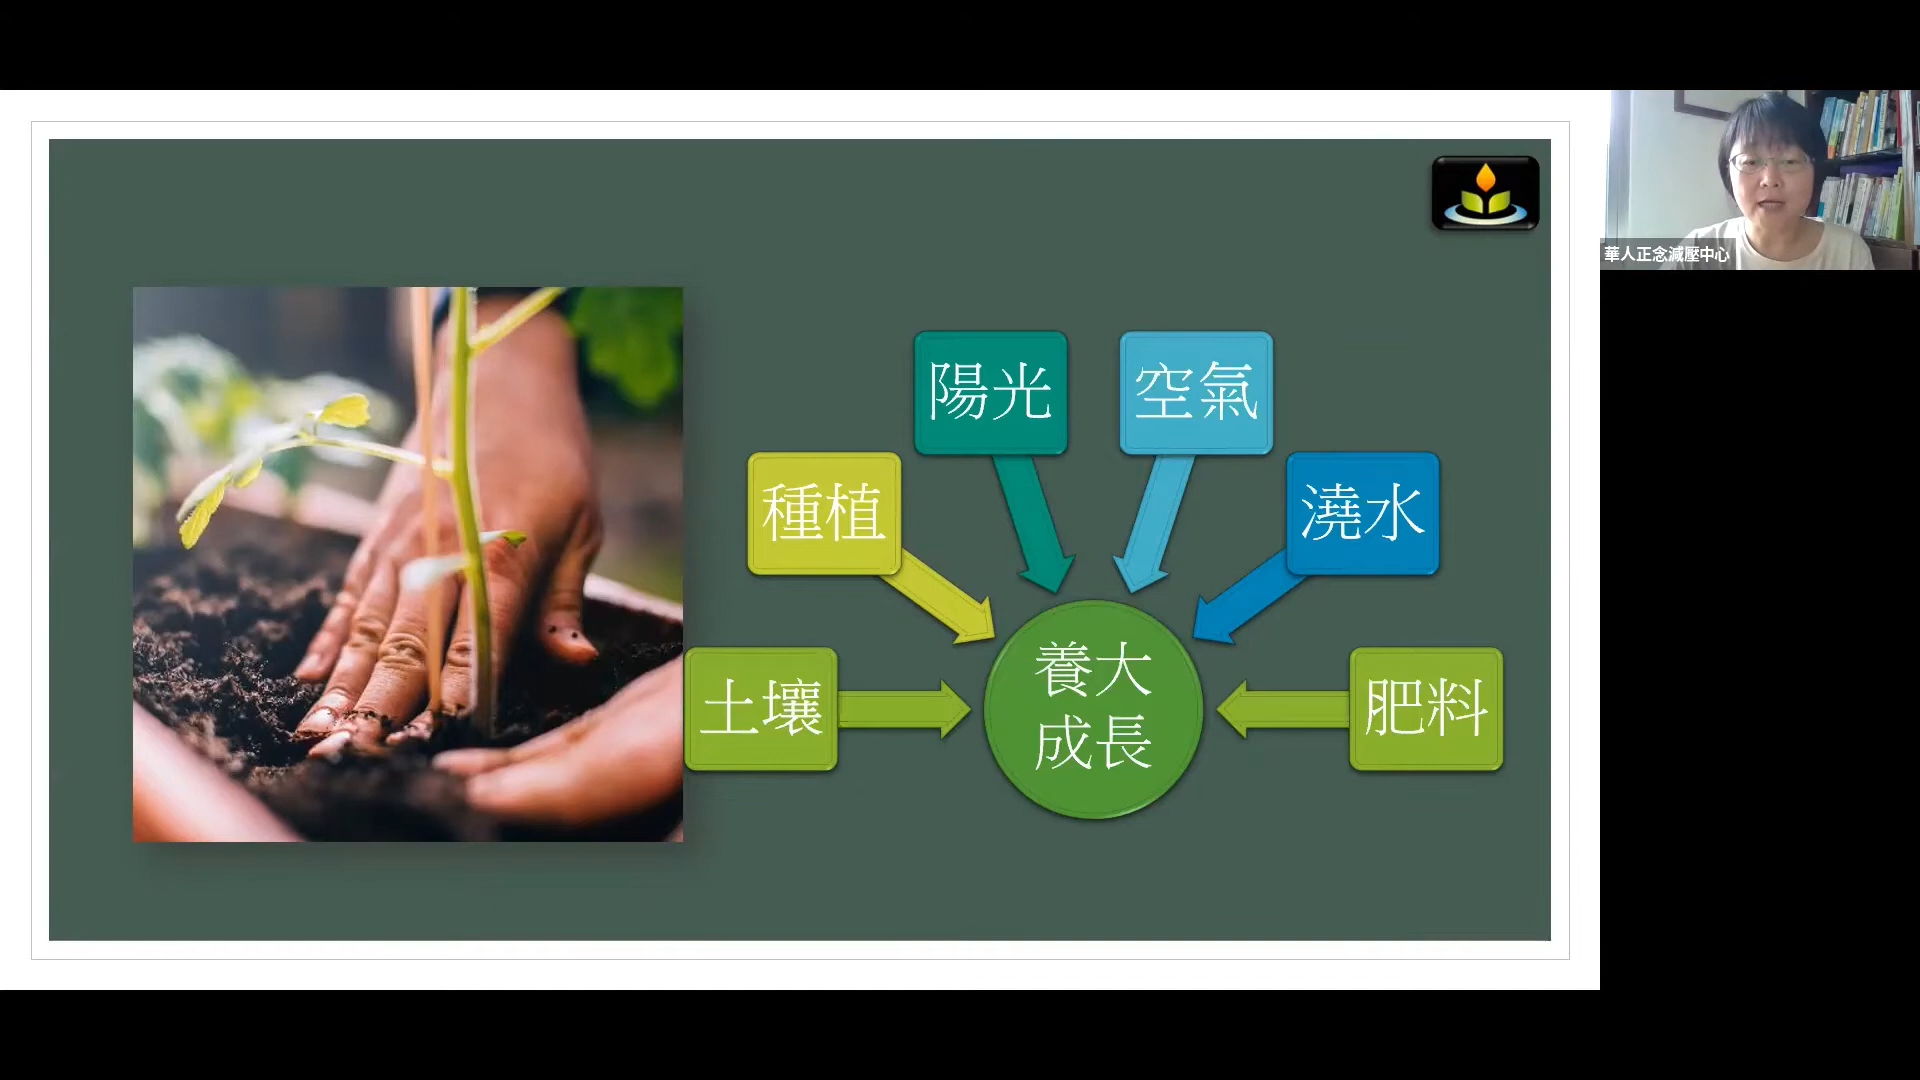 陽光
空氣
種植
澆水
土壤
養大
成長
肥料
華人正念減壓中心